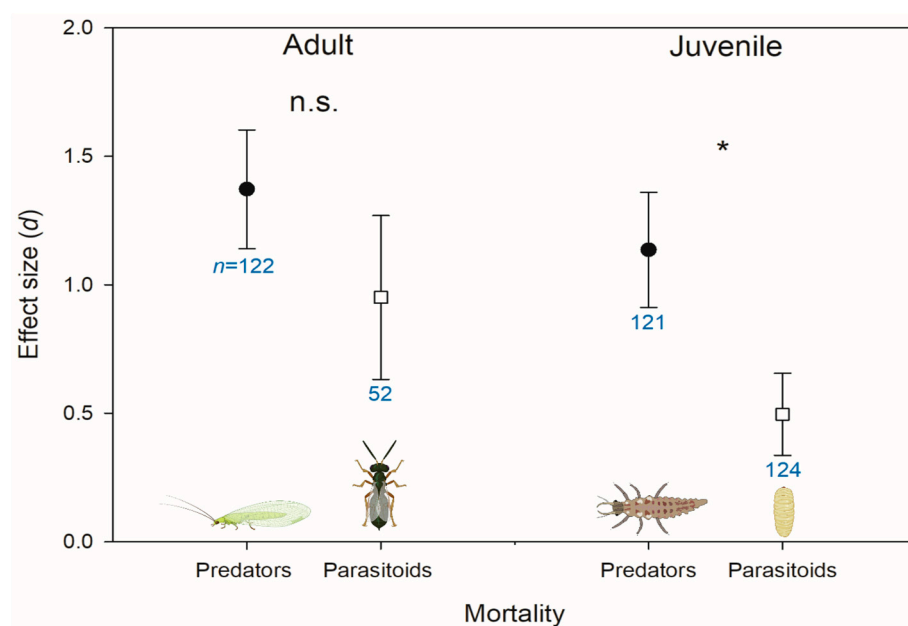 2.0
Adult
Juvenile
n.s.
*
1.5
n=122
1.0
121
52
0.5
124
0.0
Effect size (d)
Predators
Parasitoids
Predators
Parasitoids
Mortality